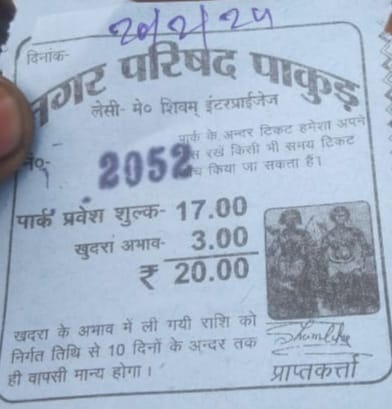 दिनांक- 20/2/25
नगर परिषद पाकुड़
लेसी- मे० शिवम् इंटरप्राईजेज
नं०- 2052
पार्क के अन्दर टिकट हमेशा अपने
पास रखें किसी भी समय टिकट
जाँच किया जा सकता है।
पार्क प्रवेश शुल्क- 17.00
खुदरा अभाव- 3.00
₹ 20.00
खदरा के अभाव में ली गयी राशि को
निर्गत तिथि से 10 दिनों के अन्दर तक
ही वापसी मान्य होगा।
प्राप्तकर्त्ता